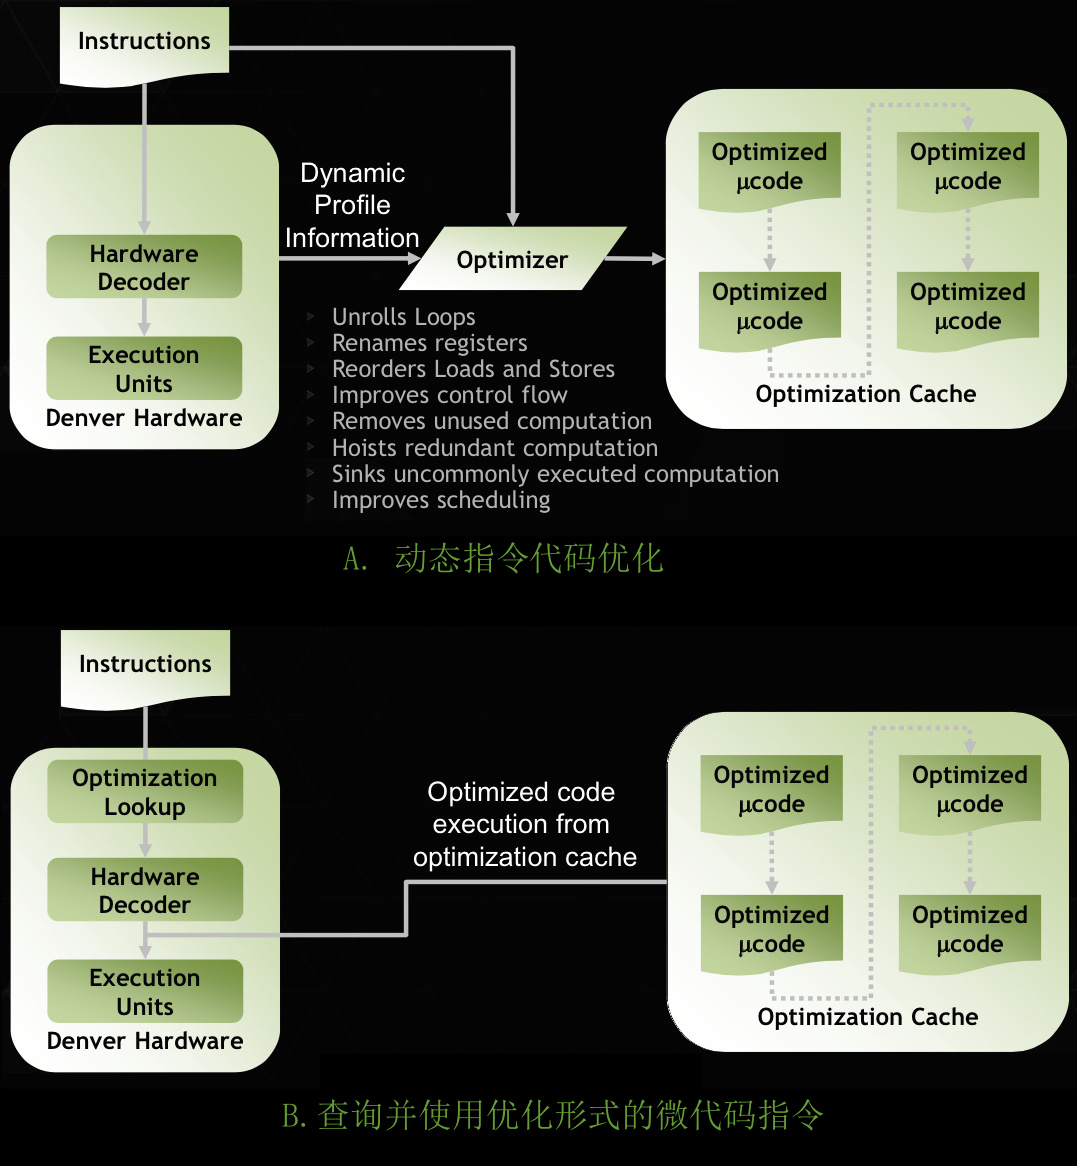 Instructions
Hardware
Decoder
Execution
Units
Denver Hardware
Dynamic
Profile
Information
Optimizer
Unrolls Loops
Renames registers
Reorders Loads and Stores
Improves control flow
Removes unused computation
Hoists redundant computation
Sinks uncommonly executed computation
Improves scheduling
Optimized
μcode
Optimized
μcode
Optimized
μcode
Optimized
μcode
Optimization Cache
A. 动态指令代码优化
Instructions
Optimization
Lookup
Hardware
Decoder
Execution
Units
Denver Hardware
Optimized code
execution from
optimization cache
Optimized
μcode
Optimized
μcode
Optimized
μcode
Optimized
μcode
Optimization Cache
B.查询并使用优化形式的微代码指令